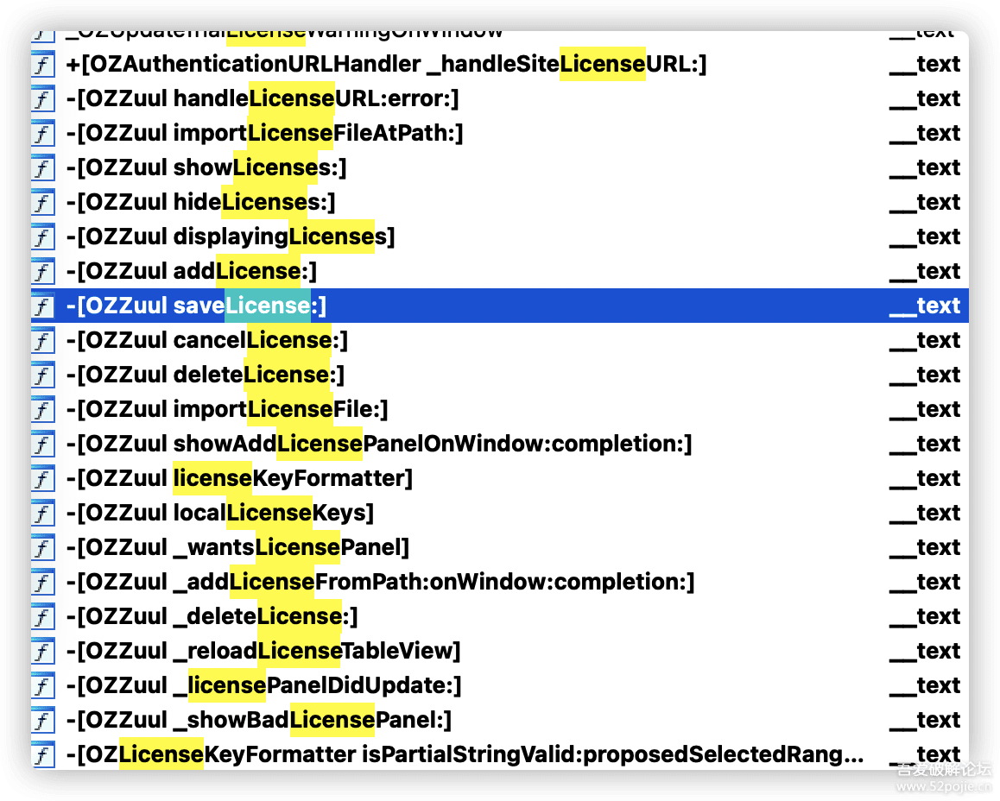 _OZUpdateTrialLicenseWarningOnWindow __text
+[OZAuthenticationURLHandler _handleSiteLicenseURL:] __text
-[OZZuul handleLicenseURL:error:] __text
-[OZZuul importLicenseFileAtPath:] __text
-[OZZuul showLicenses:] __text
-[OZZuul hideLicenses:] __text
-[OZZuul displayingLicenses] __text
-[OZZuul addLicense:] __text
-[OZZuul saveLicense:] __text
-[OZZuul cancelLicense:] __text
-[OZZuul deleteLicense:] __text
-[OZZuul importLicenseFile:] __text
-[OZZuul showAddLicensePanelOnWindow:completion:] __text
-[OZZuul licenseKeyFormatter] __text
-[OZZuul localLicenseKeys] __text
-[OZZuul _wantsLicensePanel] __text
-[OZZuul _addLicenseFromPath:onWindow:completion:] __text
-[OZZuul _deleteLicense:] __text
-[OZZuul _reloadLicenseTableView] __text
-[OZZuul _licensePanelDidUpdate:] __text
-[OZZuul _showBadLicensePanel:] __text
-[OZLicenseKeyFormatter isPartialStringValid:proposedSelectedRang... __text
吾爱破解论坛
www.52pojie.cn